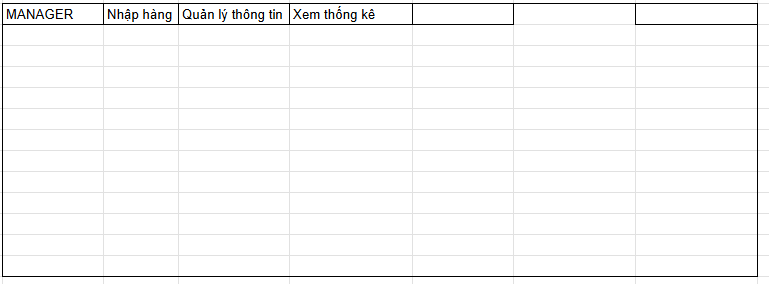 MANAGER Nhập hàng Quản lý thông tin Xem thống kê